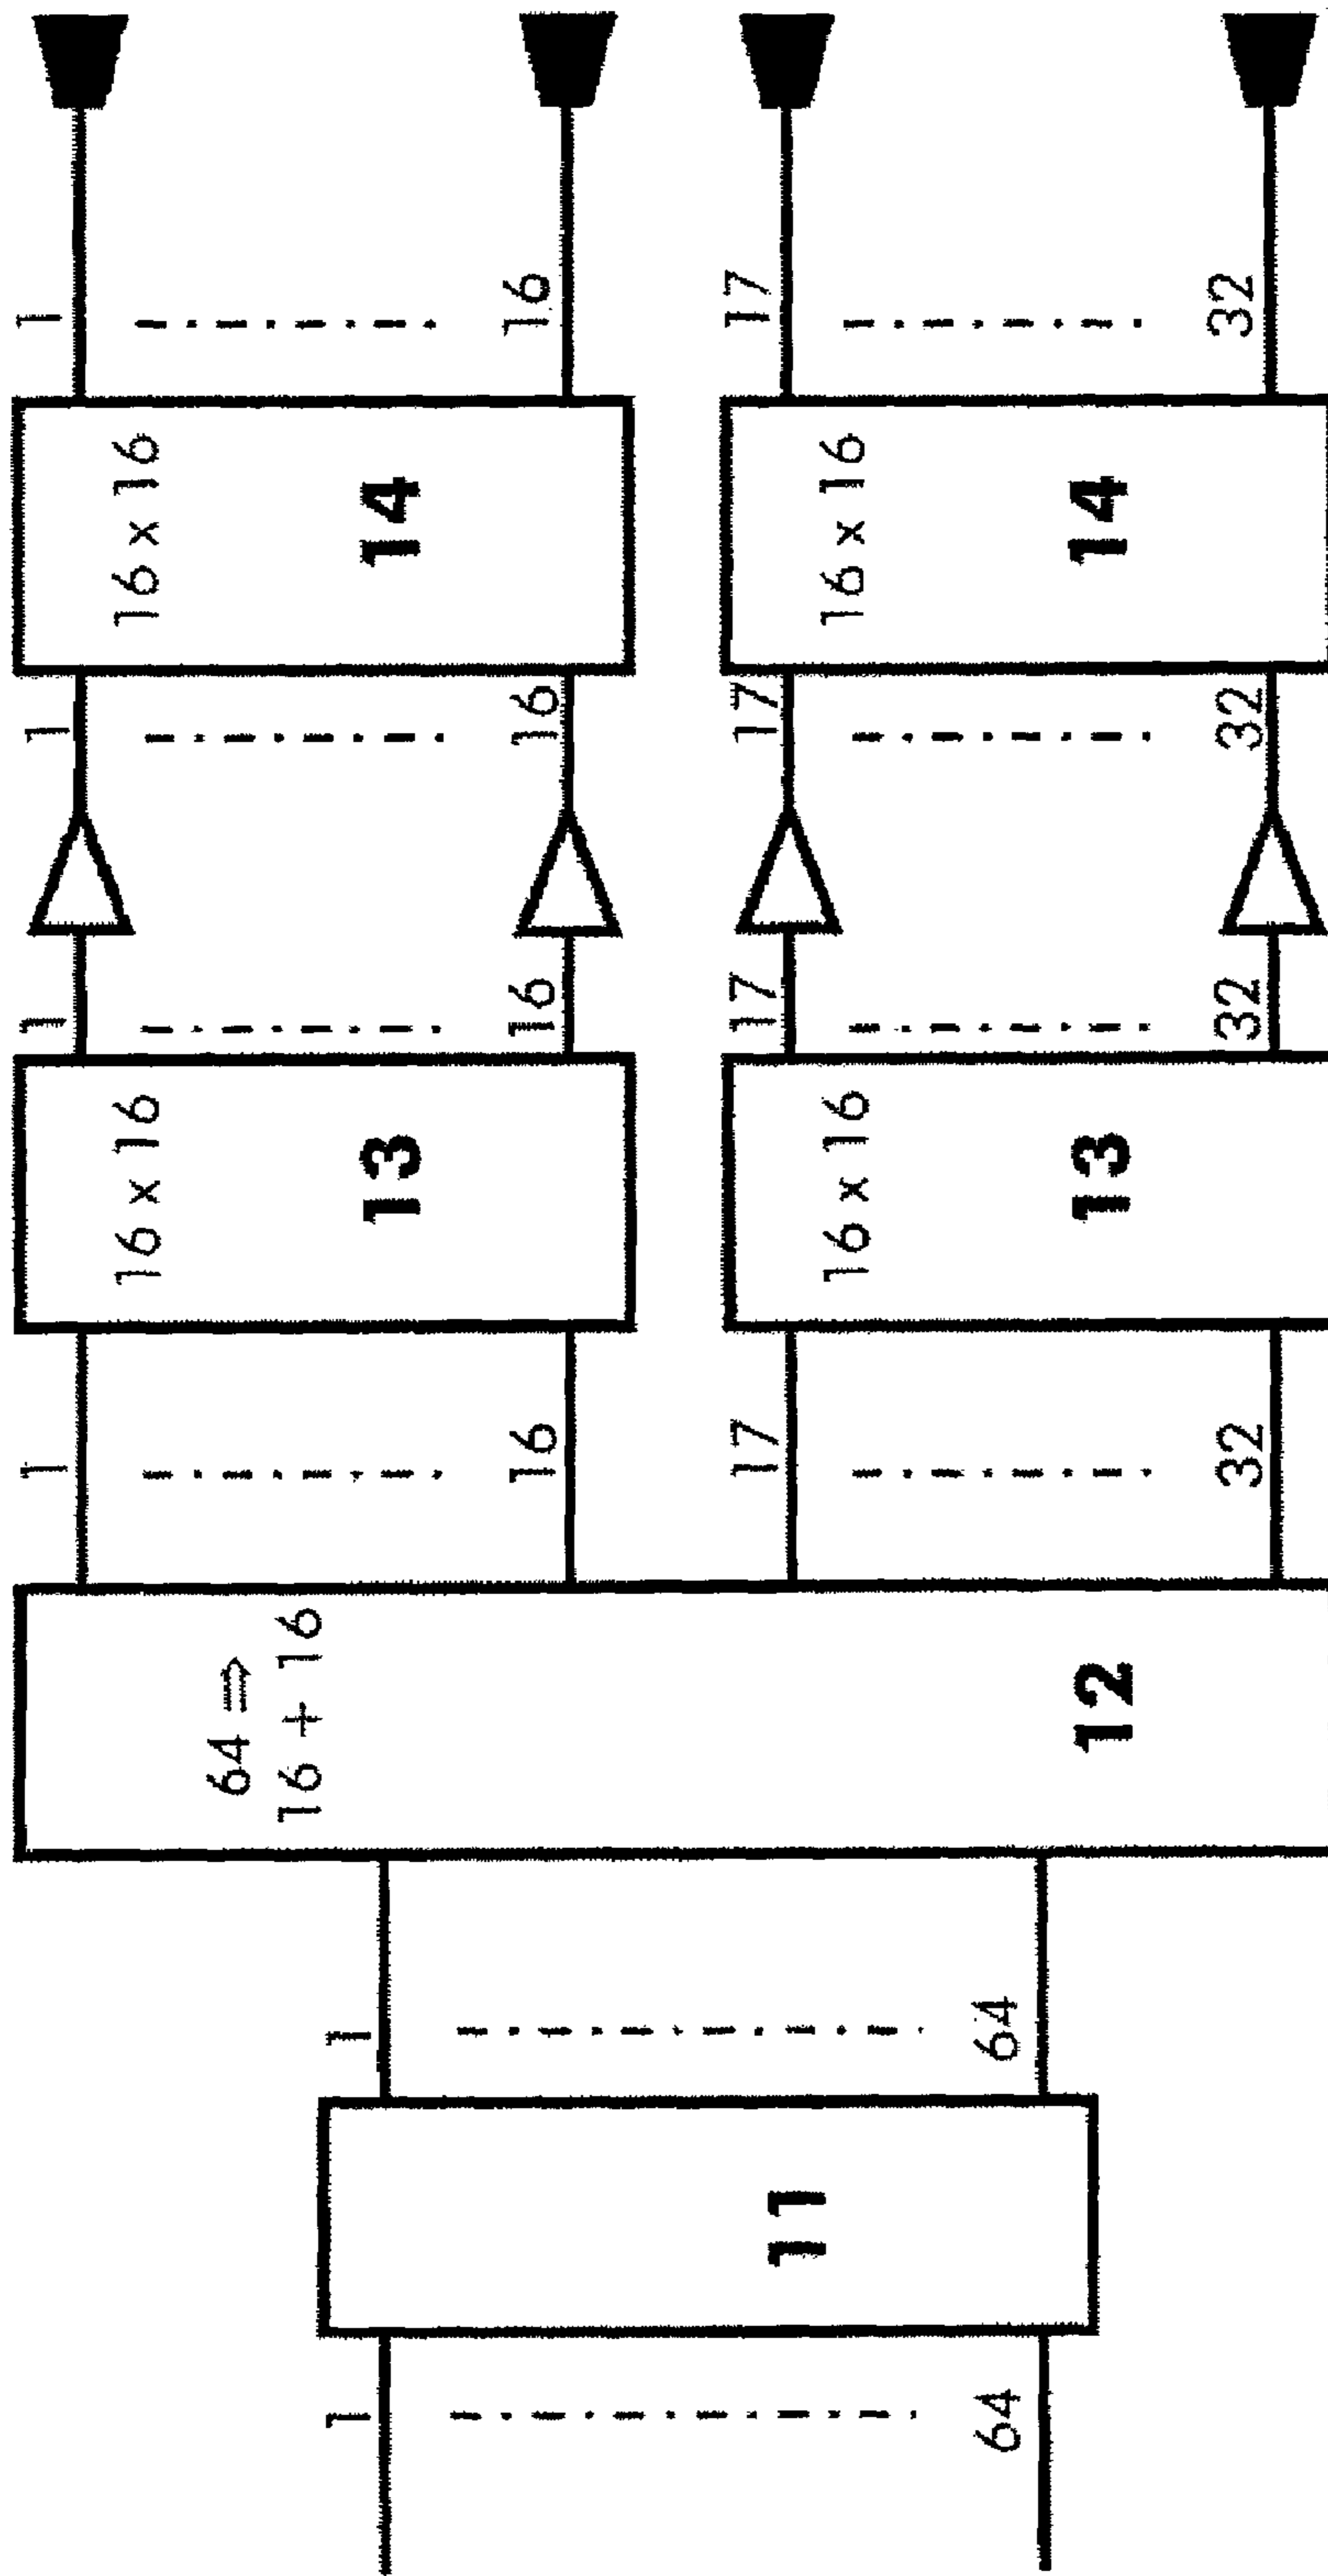 1 1 1 1
16 x 16 16 x 16
64 ⇒
16 + 16
1 1
13 14
16 16 16 16
17 17 17 17
11
16 x 16 16 x 16
64 64
12 13 14
32 32 32 32